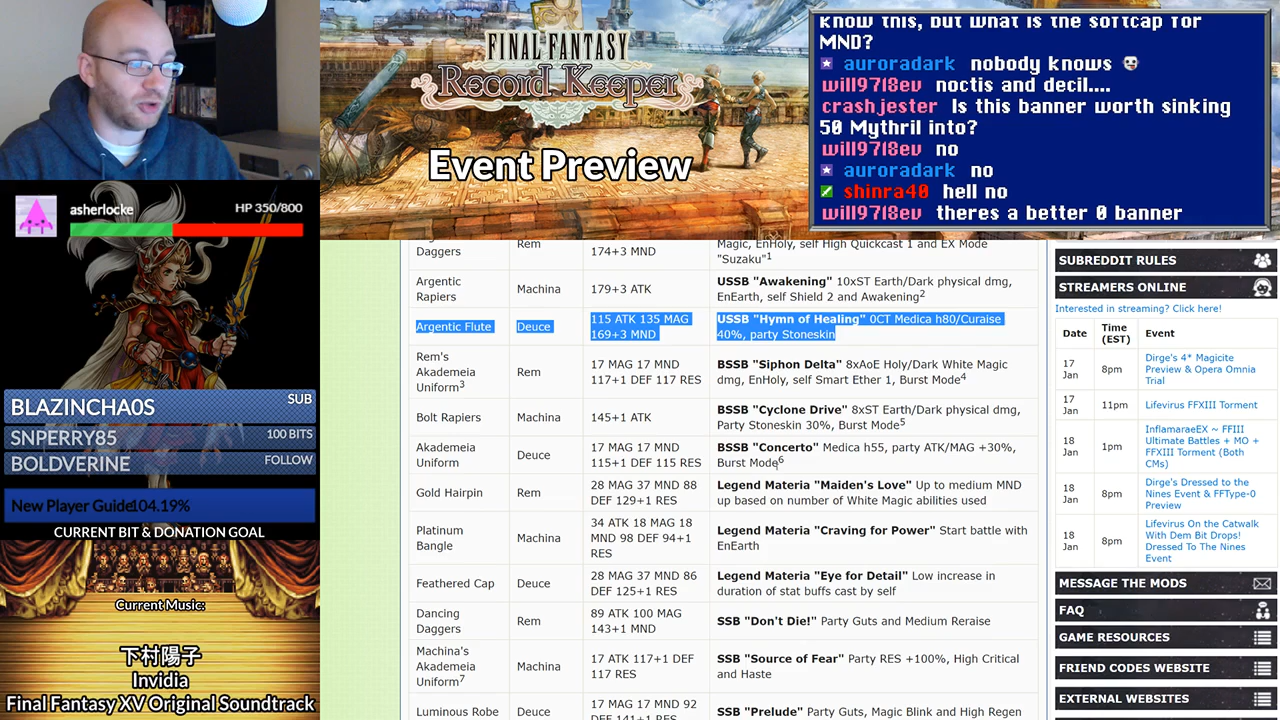 FINAL FANTASY
Record Keeper
Event Preview
know this, but what is the softcap for
MND?
auroradark nobody knows
will9718ev noctis and decil....
crashjester Is this banner worth sinking
50 Mythril into?
will9718ev no
auroradark no
shinra40 hell no
will9718ev theres a better 0 banner
asherlocke
HP 350/800
BLAZINCHA0S SUB
SNPERRY85 100 BITS
BOLDVERINE FOLLOW
New Player Guide 104.19%
CURRENT BIT & DONATION GOAL
Current Music:
下村陽子
Invidia
Final Fantasy XV Original Soundtrack
Daggers
Rem
174+3 MND
Magic, EnHoly, self High Quickcast 1 and EX Mode
"Suzaku"1
Argentic
Rapiers
Machina
179+3 ATK
USSB "Awakening" 10xST Earth/Dark physical dmg,
EnEarth, self Shield 2 and Awakening2
Argentic Flute
Deuce
115 ATK 135 MAG
169+3 MND
USSB "Hymn of Healing" 0CT Medica h80/Curaise
40%, party Stoneskin
Rem's
Akademeia
Uniform3
Rem
17 MAG 17 MND
117+1 DEF 117 RES
BSSB "Siphon Delta" 8xAoE Holy/Dark White Magic
dmg, EnHoly, self Smart Ether 1, Burst Mode4
Bolt Rapiers
Machina
145+1 ATK
BSSB "Cyclone Drive" 8xST Earth/Dark physical dmg,
Party Stoneskin 30%, Burst Mode5
Akademeia
Uniform
Deuce
17 MAG 17 MND
115+1 DEF 115 RES
BSSB "Concerto" Medica h55, party ATK/MAG +30%,
Burst Mode6
Gold Hairpin
Rem
28 MAG 37 MND 88
DEF 129+1 RES
Legend Materia "Maiden's Love" Up to medium MND
up based on number of White Magic abilities used
Platinum
Bangle
Machina
34 ATK 18 MAG 18
MND 98 DEF 94+1
RES
Legend Materia "Craving for Power" Start battle with
EnEarth
Feathered Cap
Deuce
28 MAG 37 MND 86
DEF 125+1 RES
Legend Materia "Eye for Detail" Low increase in
duration of stat buffs cast by self
Dancing
Daggers
Rem
89 ATK 100 MAG
143+1 MND
SSB "Don't Die!" Party Guts and Medium Reraise
Machina's
Akademeia
Uniform7
Machina
17 ATK 117+1 DEF
117 RES
SSB "Source of Fear" Party RES +100%, High Critical
and Haste
Luminous Robe
Deuce
17 MAG 17 MND 92
DEF 141+1 RES
SSB "Prelude" Party Guts, Magic Blink and High Regen
SUBREDDIT RULES
STREAMERS ONLINE
Interested in streaming? Click here!
Date
Time
(EST)
Event
17
Jan
8pm
Dirge's 4* Magicite
Preview & Opera Omnia
Trial
17
Jan
11pm
Lifevirus FFXIII Torment
18
Jan
1pm
InflamaraeEX ~ FFIII
Ultimate Battles + MO +
FFXIII Torment (Both
CMs)
18
Jan
8pm
Dirge's Dressed to the
Nines Event & FFType-0
Preview
18
Jan
8pm
Lifevirus On the Catwalk
With Dem Bit Drops!
Dressed To The Nines
Event
MESSAGE THE MODS
FAQ
GAME RESOURCES
FRIEND CODES WEBSITE
EXTERNAL WEBSITES